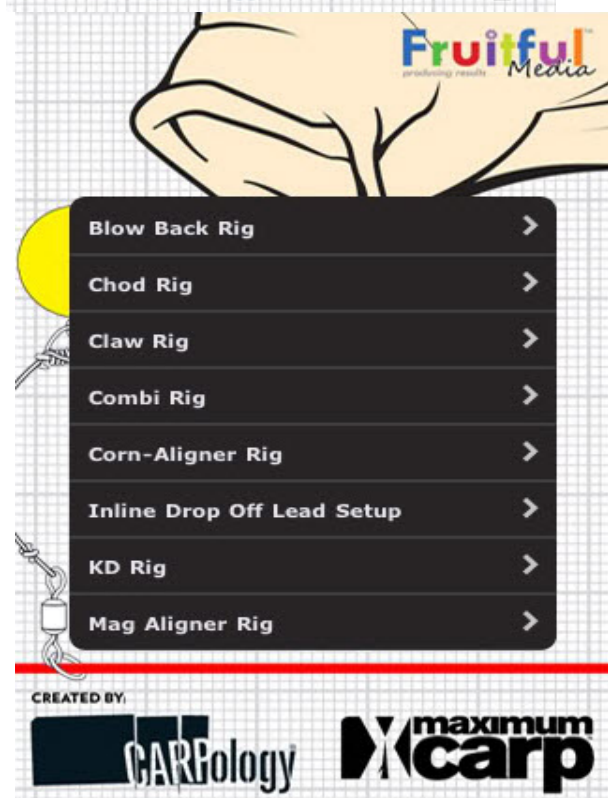 Fruitful™
producing results Media
Blow Back Rig
Chod Rig
Claw Rig
Combi Rig
Corn-Aligner Rig
Inline Drop Off Lead Setup
KD Rig
Mag Aligner Rig
CREATED BY:
CARPology
maximum
carp